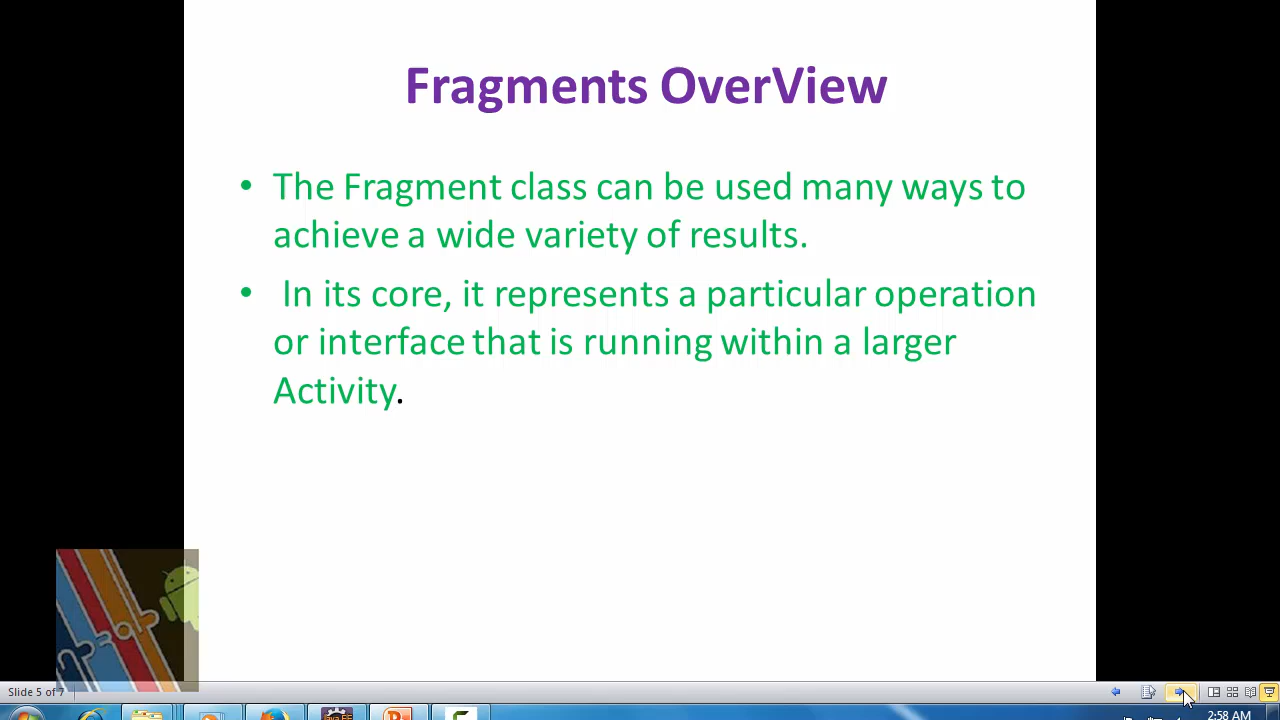 Fragments OverView
• The Fragment class can be used many ways to
achieve a wide variety of results.
• In its core, it represents a particular operation
or interface that is running within a larger
Activity.
Slide 5 of 7
2:58 AM